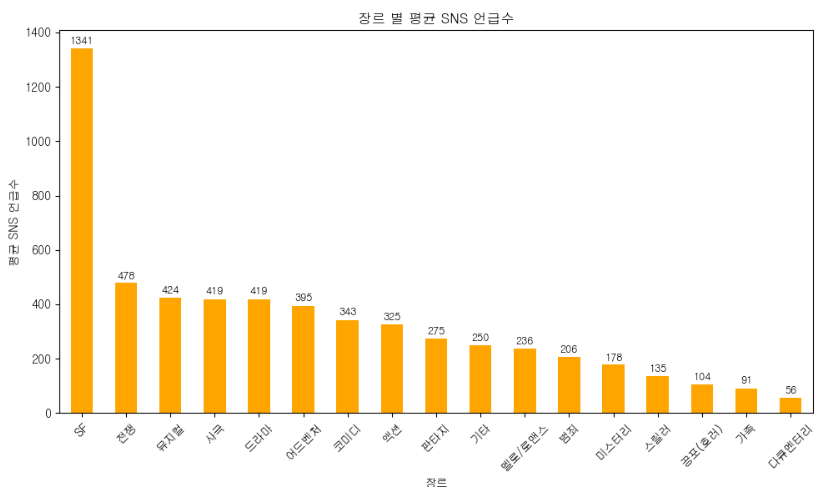 장르 별 평균 SNS 언급수
평균 SNS 언급수
1400
1200
1000
800
600
400
200
0
1341
478
424
419
419
395
343
325
275
250
236
206
178
135
104
91
56
SF
전쟁
뮤지컬
사극
드라마
어드벤처
코미디
액션
판타지
기타
멜로/로맨스
범죄
미스터리
스릴러
공포(호러)
가족
다큐멘터리
장르